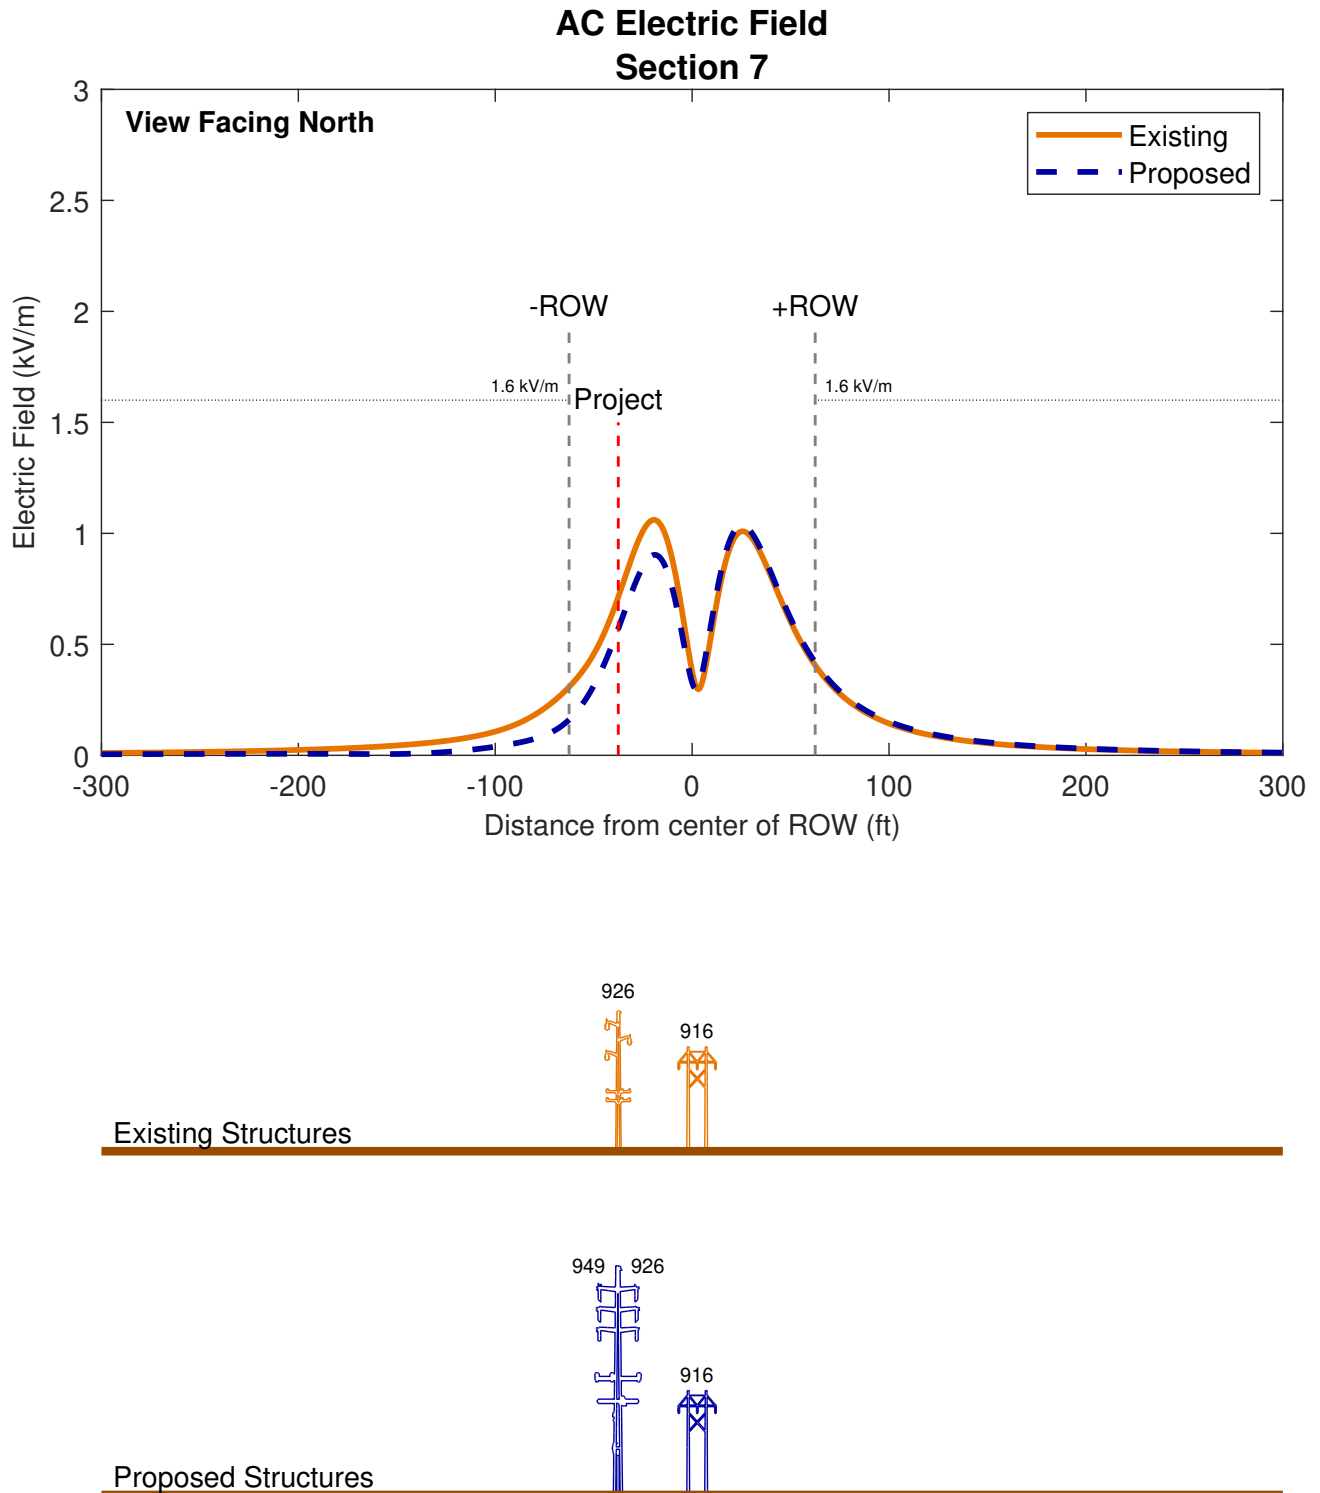 AC Electric Field
Section 7
View Facing North
Existing
Proposed
3
2.5
2
1.5
1
0.5
0
Electric Field (kV/m)
-ROW
+ROW
1.6 kV/m
1.6 kV/m
Project
-300
-200
-100
0
100
200
300
Distance from center of ROW (ft)
926
916
Existing Structures
949 926
916
Proposed Structures